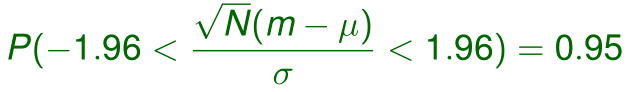 P(−1.96 < √N(m − μ)/σ < 1.96) = 0.95